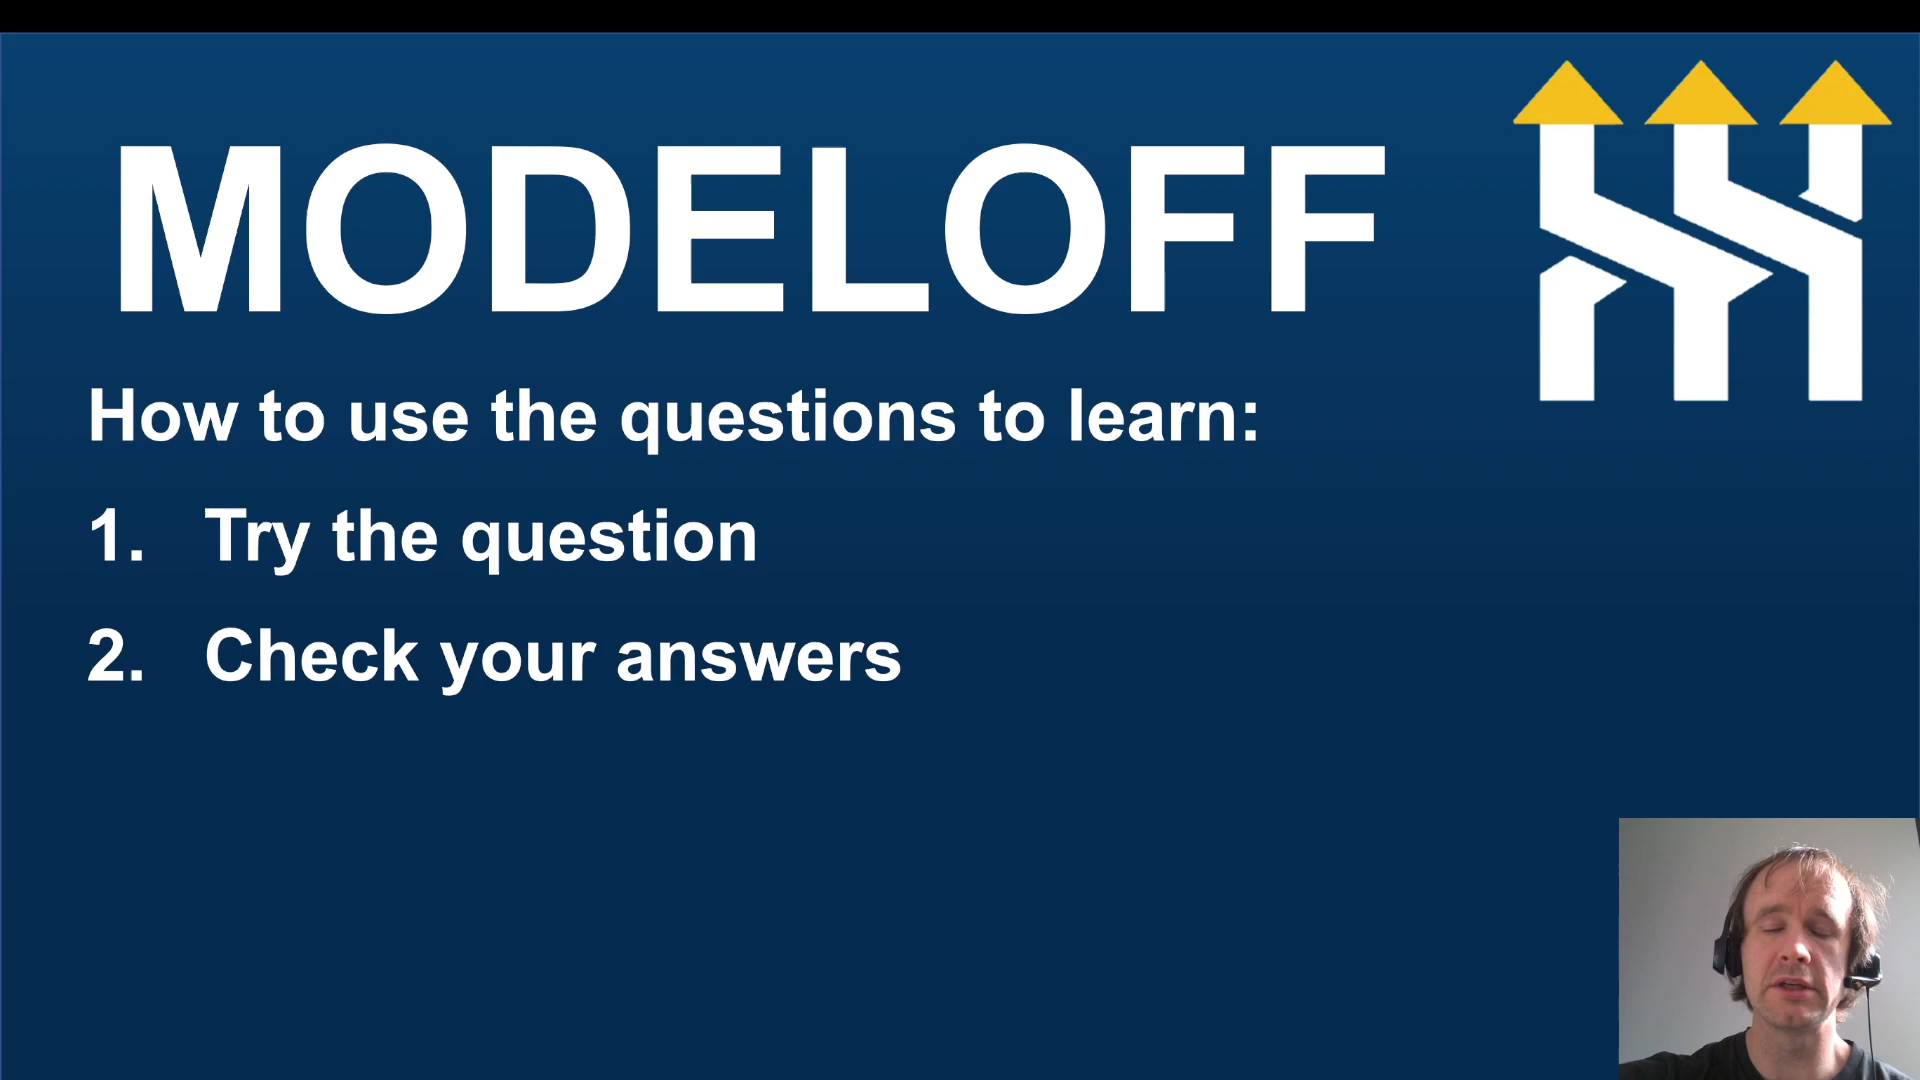 MODELOFF
How to use the questions to learn:
1. Try the question
2. Check your answers